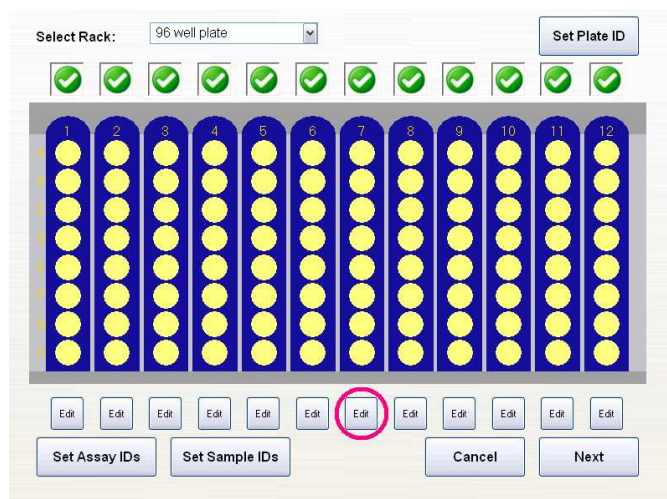 Select Rack: 96 well plate Set Plate ID
1 2 3 4 5 6 7 8 9 10 11 12
Edit Edit Edit Edit Edit Edit Edit Edit Edit Edit Edit Edit
Set Assay IDs Set Sample IDs Cancel Next